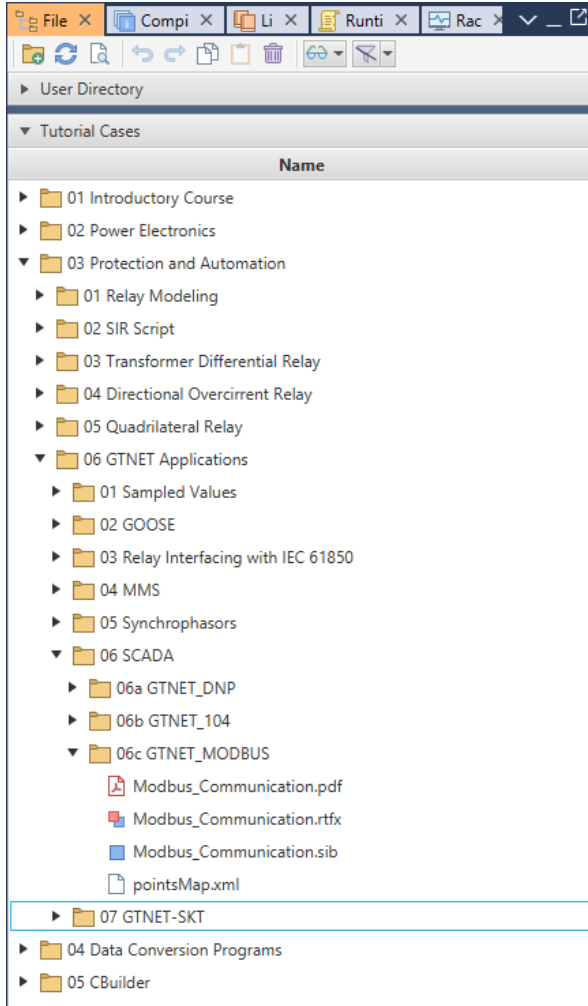 File Compi Li Runti Rac
User Directory
Tutorial Cases
Name
01 Introductory Course
02 Power Electronics
03 Protection and Automation
01 Relay Modeling
02 SIR Script
03 Transformer Differential Relay
04 Directional Overcirrent Relay
05 Quadrilateral Relay
06 GTNET Applications
01 Sampled Values
02 GOOSE
03 Relay Interfacing with IEC 61850
04 MMS
05 Synchrophasors
06 SCADA
06a GTNET_DNP
06b GTNET_104
06c GTNET_MODBUS
Modbus_Communication.pdf
Modbus_Communication.rtfx
Modbus_Communication.sib
pointsMap.xml
07 GTNET-SKT
04 Data Conversion Programs
05 CBuilder